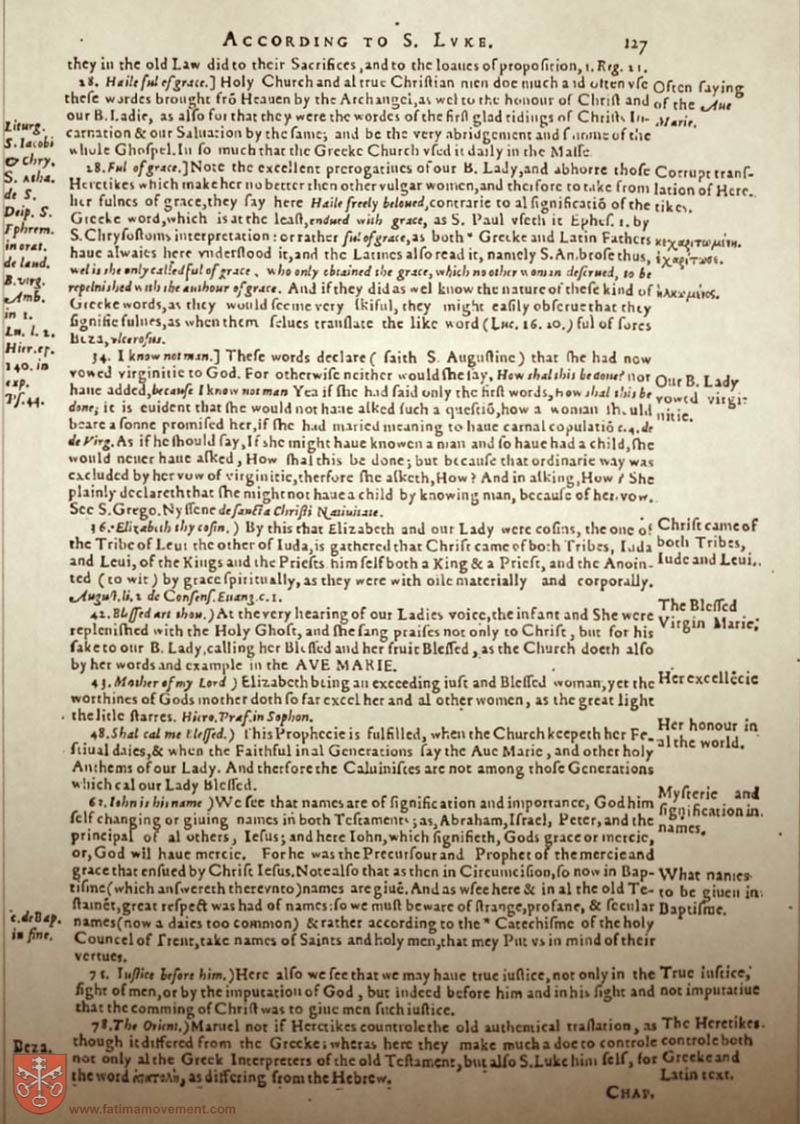 ACCORDING TO S. LVKE. 127
they in the old Law did to their Sacrifices, and to the loaues of proposition, 1. Reg. 21.
28. Haile ful of grace.] Holy Church and al true Christian men doe much and often vse
these wordes brought frō Heauen by the Archangel, as wel to the honour of Christ and
our B. Ladie, as also for that they were the wordes of the first glad tidings of Christs In-
carnation & our Saluation by the same; and be the very abridgement and summe of the
whole Ghospel. In so much that the Greeke Church vsed it daily in the Masse.
28. Ful of grace.] Note the excellent prerogatiues of our B. Lady, and abhorre those
Heretikes which make her no better then other vulgar women, and therfore to take from
her fulnes of grace, they say here Haile freely beloued, contrarie to al significatiō of the
Greeke word, which is at the least, endued with grace, as S. Paul vseth it Ephes. 1. by
S. Chrysostoms interpretation: or rather ful of grace, as both * Greeke and Latin Fathers
haue alwaies here vnderstood it, and the Latines also read it, namely S. Ambrose thus,
wel is she only called ful of grace, who only obtained the grace, which no other woman deserued, to be
repelnished with the authour of grace. And if they did as wel know the nature of these kind of
Greeke words, as they would seeme very skiful, they might easily obserue that they
signifie fulnes, as when them selues translate the like word (Luc. 16. 20.) ful of sores
Beza, vlcerosus.
34. I know not man.] These words declare ( saith S. Augustine) that she had now
vowed virginitie to God. For otherwise neither would she say, How shal this be done? nor
haue added, because I know not man Yea if she had said only the first words, how shal this be
done; it is euident that she would not haue asked such a questiō, how a woman should
beare a sonne promised her, if she had maried meaning to haue carnal copulatiō c. 4. de
de Virg. As if he should say, If she might haue knowen a man and so haue had a child, she
would neuer haue asked, How shal this be done; but because that ordinarie way was
excluded by her vow of virginitie, therfore she asketh, How? And in asking, How? She
plainly declareth that she might not haue a child by knowing man, because of her vow.
See S. Grego. Nyssene de sancta Christi Natiuitate.
36. Elizabeth thy cosin.) By this that Elizabeth and our Lady were cosins, the one of
the Tribe of Leui the other of Iuda, is gathered that Christ came of both Tribes, Iuda
and Leui, of the Kings and the Priests him self both a King & a Priest, and the Anoin-
ted ( to wit ) by grace spiritually, as they were with oile materially and corporally.
August. li. 2 de Consens. Euang. c. 1.
42. Blessed art thou.) At the very hearing of our Ladies voice, the infant and She were
replenished with the Holy Ghost, and she sang praises not only to Christ, but for his
sake to our B. Lady, calling her Blessed and her fruit Blessed, as the Church doeth also
by her words and example in the AVE MARIE.
43. Mother of my Lord ) Elizabeth being an exceeding iust and Blessed woman, yet the
worthines of Gods mother doth so far excel her and al other women, as the great light
the litle starres. Hiero. Præf. in Sophon.
48. Shal cal me blessed.) This Prophecie is fulfilled, when the Church keepeth her Fe-
stiual daies, & when the Faithful in al Generations say the Aue Marie, and other holy
Anthems of our Lady. And therfore the Caluinistes are not among those Generations
which cal our Lady Blessed.
63. Iohn is his name ) We see that names are of signification and importance, God him
self changing or giuing names in both Testaments; as, Abraham, Israel, Peter, and the
principal of al others, Iesus; and here Iohn, which signifieth, Gods grace or mercie,
or, God wil haue mercie. For he was the Precursour and Prophet of the mercie and
grace that ensued by Christ Iesus. Note also that as then in Circumcision, so now in Bap-
tisme (which answereth therevnto) names are giuē. And as we see here & in al the old Te-
stamēt, great respect was had of names: so we must beware of strange, profane, & secular
names (now a daies too common) & rather according to the * Catechisme of the holy
Councel of Trent, take names of Saints and holy men, that mey Put vs in mind of their
vertues.
75. Iustice before him.) Here also we see that we may haue true iustice, not only in the
sight of men, or by the imputation of God, but indeed before him and in his sight and
that the comming of Christ was to giue men such iustice.
78. The Orient.) Maruel not if Heretikes countrole the old authentical traslation, as
though it differed from the Greeke; wheras here they make much a doe to controle
not only al the Greek Interpreters of the old Testament, but also S. Luke him self, for
the word ἀνατολὴ, as differing from the Hebrew.
CHAP.
Liturg.
S. Iacobi
& Chry.
S. Atha.
de S.
Deip. S.
Ephrem.
in orat.
de laud.
B. virg.
Amb.
in 1.
Lu. l. 2.
Hier. ep.
140. in
exp.
Ps. 44.
c. de Bap.
in fine.
Beza.
Often saying
of the Aue
Marie.
Corrupt trans-
lation of Here-
tikes.
κεχαριτωμένη.
ἐχαρίτωσε.
ἡλκωμένος.
Our B. Lady
vowed virgi-
nitie.
Christ came of
both Tribes,
Iude and Leui.
The Blessed
Virgin Marie.
Her excellēcie
Her honour in
al the world.
Mysterie and
signification in
names.
What names
to be giuen in
Baptisme.
True iustice,
not imputatiue
The Heretikes
controle both
Greeke and
Latin text.
www.fatimamovement.com